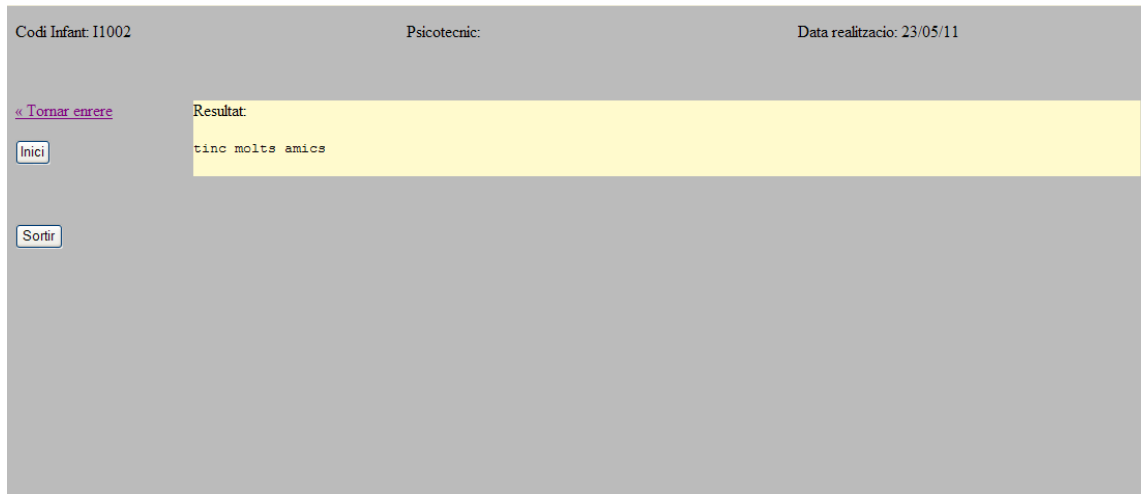 Codi Infant: I1002 Psicotecnic: Data realitzacio: 23/05/11
« Tornar enrere
Resultat:
Inici
tinc molts amics
Sortir